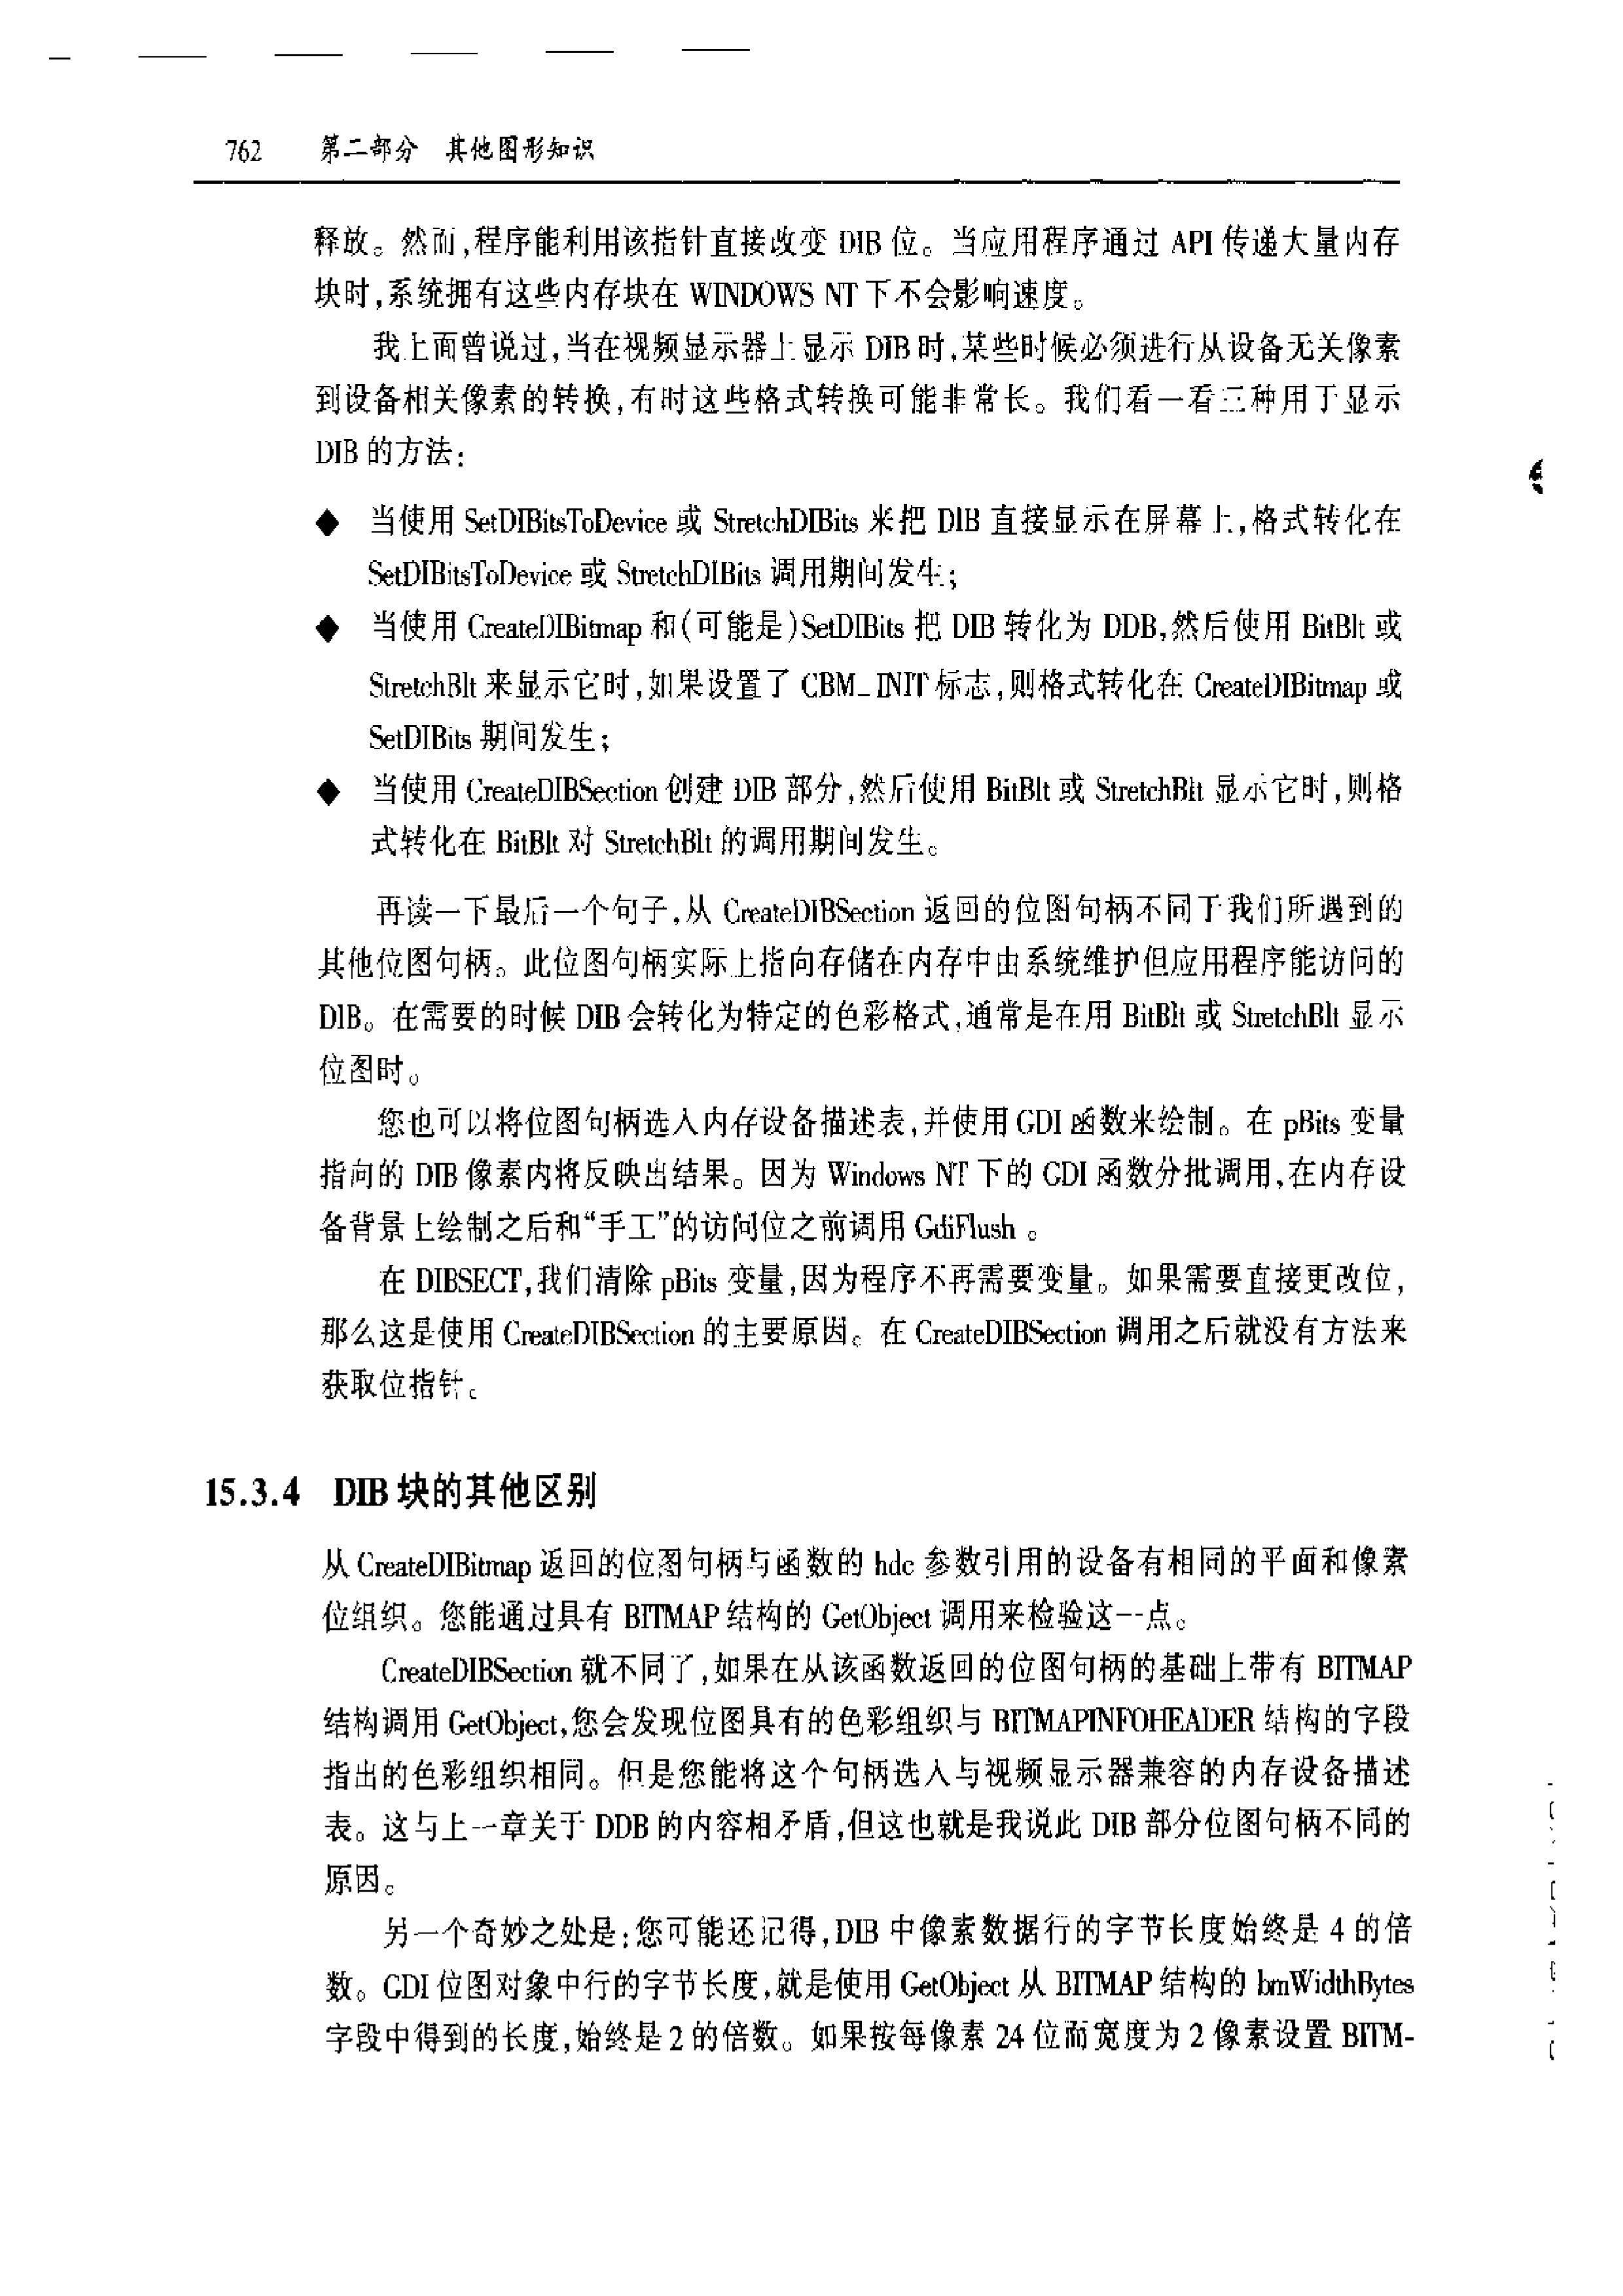 762 第二部分 其他图形知识
释放。然而,程序能利用该指针直接改变 DIB 位。当应用程序通过 API 传递大量内存
块时,系统拥有这些内存块在 WINDOWS NT 下不会影响速度。
我上面曾说过,当在视频显示器上显示 DIB 时,某些时候必须进行从设备无关像素
到设备相关像素的转换,有时这些格式转换可能非常长。我们看一看三种用于显示
DIB 的方法:
◆ 当使用 SetDIBitsToDevice 或 StretchDIBits 来把 DIB 直接显示在屏幕上,格式转化在
SetDIBitsToDevice 或 StretchDIBits 调用期间发生;
◆ 当使用 CreateDIBitmap 和(可能是)SetDIBits 把 DIB 转化为 DDB,然后使用 BitBlt 或
StretchBlt 来显示它时,如果设置了 CBM_INIT 标志,则格式转化在 CreateDIBitmap 或
SetDIBits 期间发生;
◆ 当使用 CreateDIBSection 创建 DIB 部分,然后使用 BitBlt 或 StretchBlt 显示它时,则格
式转化在 BitBlt 对 StretchBlt 的调用期间发生。
再读一下最后一个句子,从 CreateDIBSection 返回的位图句柄不同于我们所遇到的
其他位图句柄。此位图句柄实际上指向存储在内存中由系统维护但应用程序能访问的
DIB。在需要的时候 DIB 会转化为特定的色彩格式,通常是在用 BitBlt 或 StretchBlt 显示
位图时。
您也可以将位图句柄选入内存设备描述表,并使用 GDI 函数来绘制。在 pBits 变量
指向的 DIB 像素内将反映出结果。因为 Windows NT 下的 GDI 函数分批调用,在内存设
备背景上绘制之后和“手工”的访问位之前调用 GdiFlush 。
在 DIBSECT,我们清除 pBits 变量,因为程序不再需要变量。如果需要直接更改位,
那么这是使用 CreateDIBSection 的主要原因。在 CreateDIBSection 调用之后就没有方法来
获取位指针。
15.3.4 DIB 块的其他区别
从 CreateDIBitmap 返回的位图句柄与函数的 hdc 参数引用的设备有相同的平面和像素
位组织。您能通过具有 BITMAP 结构的 GetObject 调用来检验这一点。
CreateDIBSection 就不同了,如果在从该函数返回的位图句柄的基础上带有 BITMAP
结构调用 GetObject,您会发现位图具有的色彩组织与 BITMAPINFOHEADER 结构的字段
指出的色彩组织相同。但是您能将这个句柄选入与视频显示器兼容的内存设备描述
表。这与上一章关于 DDB 的内容相矛盾,但这也就是我说此 DIB 部分位图句柄不同的
原因。
另一个奇妙之处是:您可能还记得,DIB 中像素数据行的字节长度始终是 4 的倍
数。GDI 位图对象中行的字节长度,就是使用 GetObject 从 BITMAP 结构的 bmWidthBytes
字段中得到的长度,始终是 2 的倍数。如果按每像素 24 位而宽度为 2 像素设置 BITM-